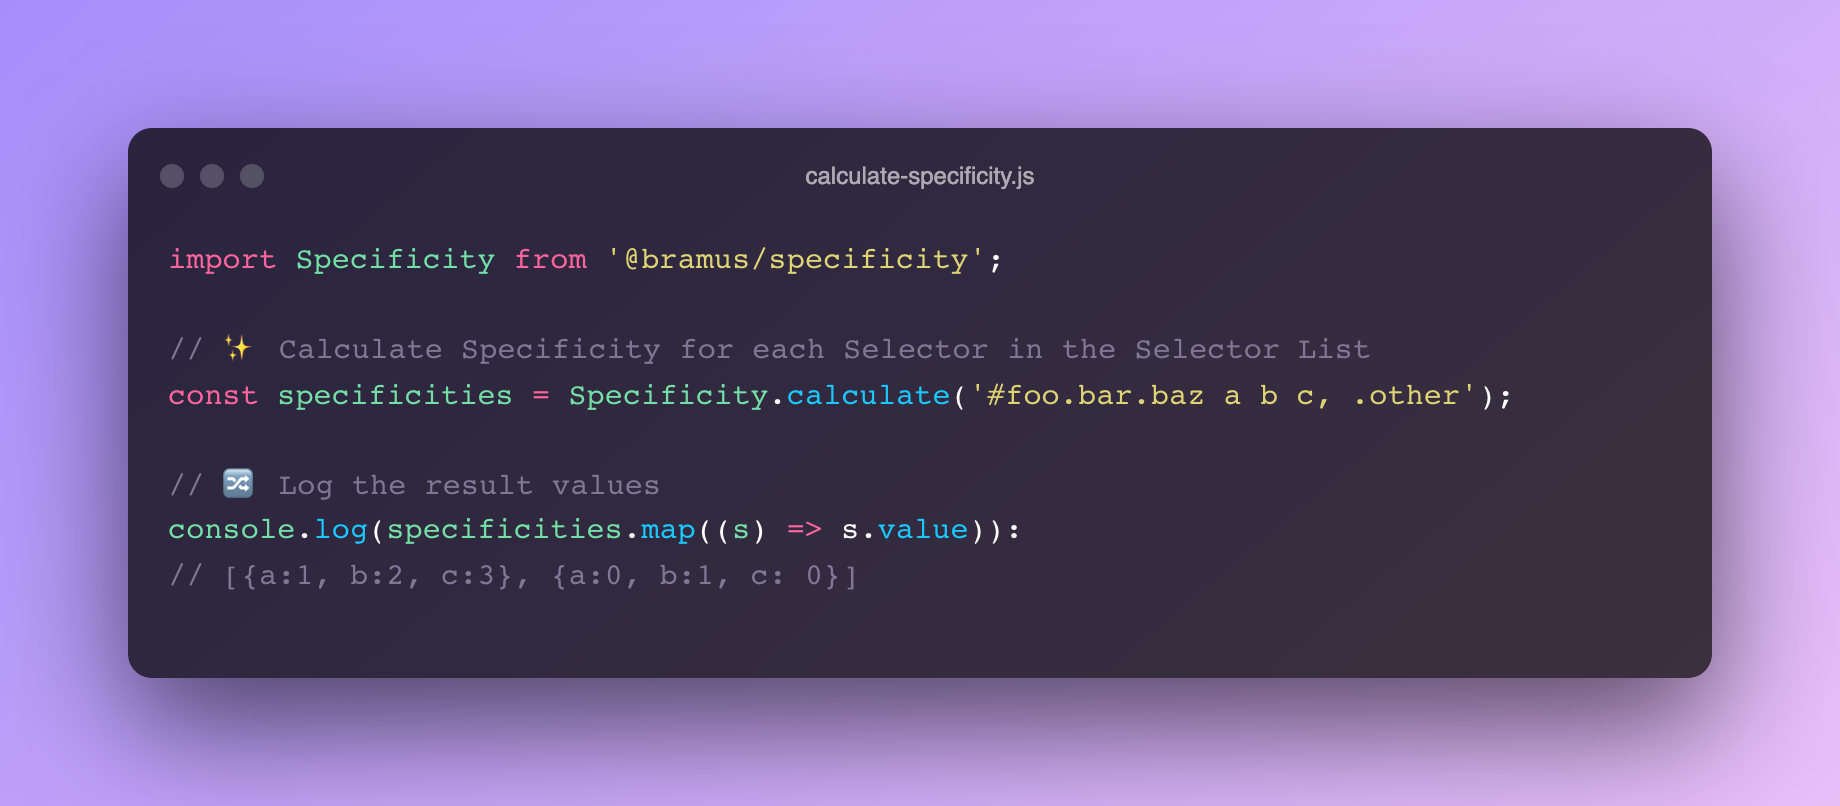 calculate-specificity.js
import Specificity from '@bramus/specificity';
// ✨ Calculate Specificity for each Selector in the Selector List
const specificities = Specificity.calculate('#foo.bar.baz a b c, .other');
// 🔀 Log the result values
console.log(specificities.map((s) => s.value)):
// [{a:1, b:2, c:3}, {a:0, b:1, c: 0}]